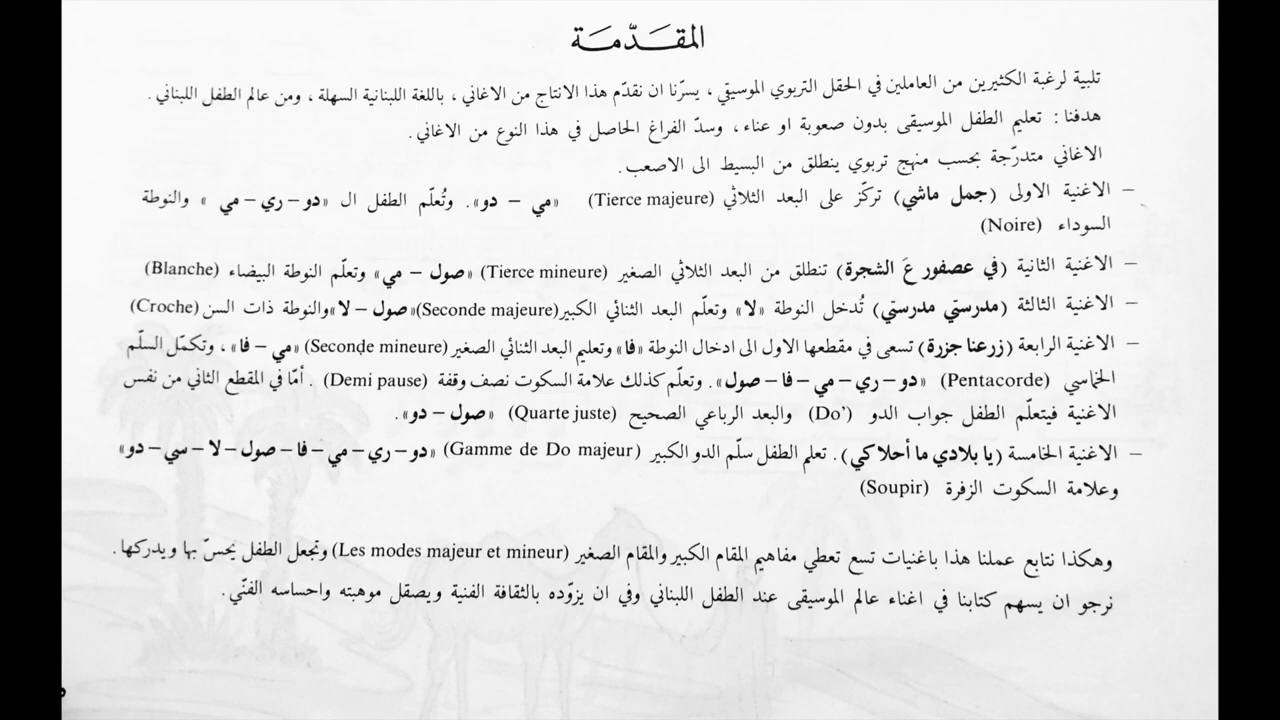 المقدّمة
تلبية لرغبة الكثيرين من العاملين في الحقل التربوي الموسيقي ، يسرّنا ان نقدّم هذا الانتاج من الاغاني ، باللغة اللبنانية السهلة ، ومن عالم الطفل اللبناني .
هدفنا : تعليم الطفل الموسيقى بدون صعوبة او عناء ، وسدّ الفراغ الحاصل في هذا النوع من الاغاني .
الاغاني متدرّجة بحسب منهج تربوي ينطلق من البسيط الى الاصعب .
– الاغنية الاولى (جمل ماشي) تركّز على البعد الثلاثي (Tierce majeure) «مي – دو». وتُعلّم الطفل ال «دو – ري – مي » والنوطة
السوداء (Noire)
– الاغنية الثانية (في عصفور عَ الشجرة) تنطلق من البعد الثلاثي الصغير (Tierce mineure) «صول – مي» وتعلّم النوطة البيضاء (Blanche)
– الاغنية الثالثة (مدرستي مدرستي) تُدخل النوطة «لا» وتعلّم البعد الثنائي الكبير (Seconde majeure) «صول – لا» والنوطة ذات السن (Croche)
– الاغنية الرابعة (زرعنا جزرة) تسعى في مقطعها الاول الى ادخال النوطة «فا» وتعليم البعد الثنائي الصغير (Seconde mineure) «مي – فا» ، وتكمّل السلّم
الخماسي (Pentacorde) «دو – ري – مي – فا – صول». وتعلّم كذلك علامة السكوت نصف وقفة (Demi pause) . أمّا في المقطع الثاني من نفس
الاغنية فيتعلّم الطفل جواب الدو (Do’) والبعد الرباعي الصحيح (Quarte juste) «صول – دو».
– الاغنية الخامسة (يا بلادي ما أحلاكي). تعلم الطفل سلّم الدو الكبير (Gamme de Do majeur) «دو – ري – مي – فا – صول – لا – سي – دو»
وعلامة السكوت الزفرة (Soupir)
وهكذا نتابع عملنا هذا باغنيات تسع تعطي مفاهيم المقام الكبير والمقام الصغير (Les modes majeur et mineur) وتجعل الطفل يحسّ بها ويدركها .
نرجو ان يسهم كتابنا في اغناء عالم الموسيقى عند الطفل اللبناني وفي ان يزوّده بالثقافة الفنية ويصقل موهبته واحساسه الفنّي .